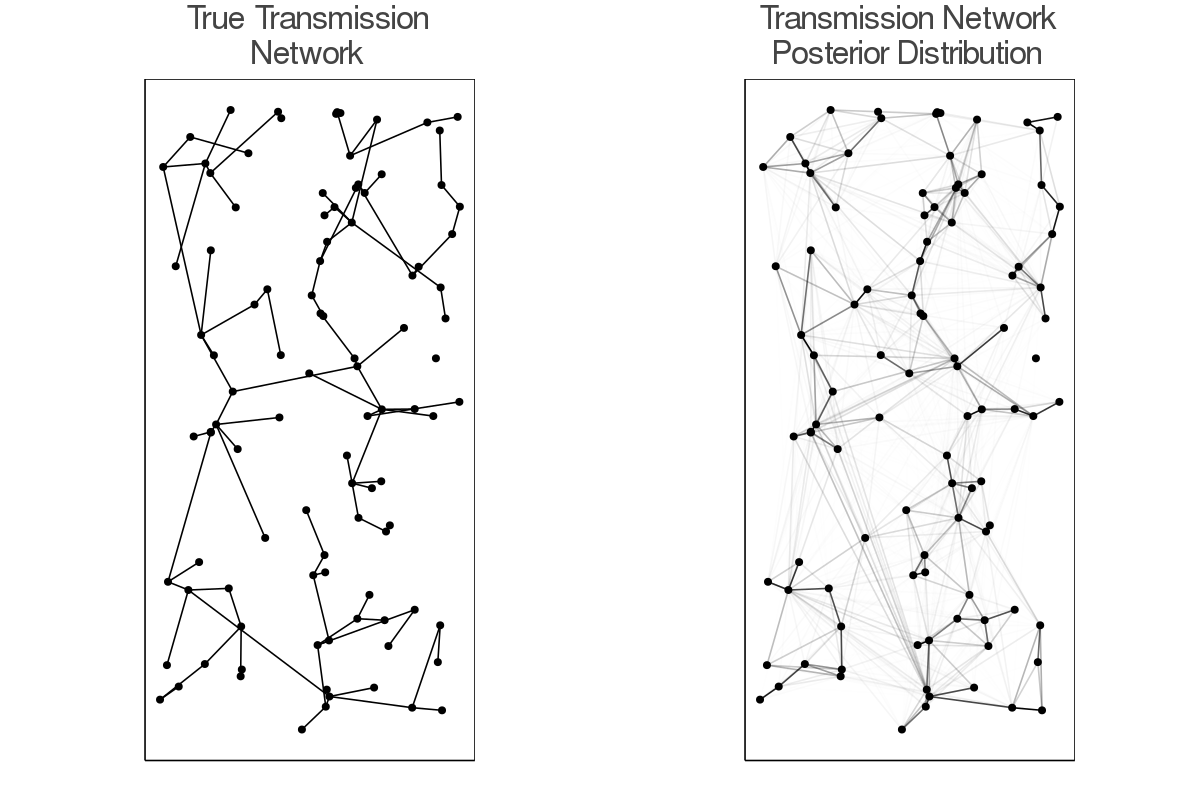 True Transmission
Network
Transmission Network
Posterior Distribution